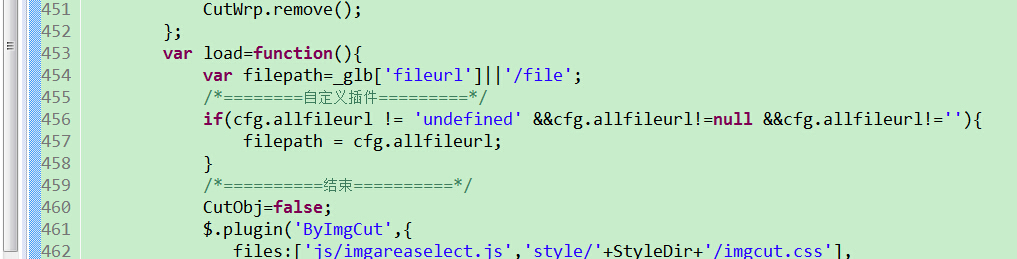 451 CutWrp.remove();
452 };
453 var load=function(){
454 var filepath=_glb['fileurl']||'/file';
455 /*========自定义插件=========*/
456 if(cfg.allfileurl != 'undefined' &&cfg.allfileurl!=null &&cfg.allfileurl!=''){
457 filepath = cfg.allfileurl;
458 }
459 /*==========结束==========*/
460 CutObj=false;
461 $.plugin('ByImgCut',{
462 files:['js/imgareaselect.js','style/'+StyleDir+'/imgcut.css'],